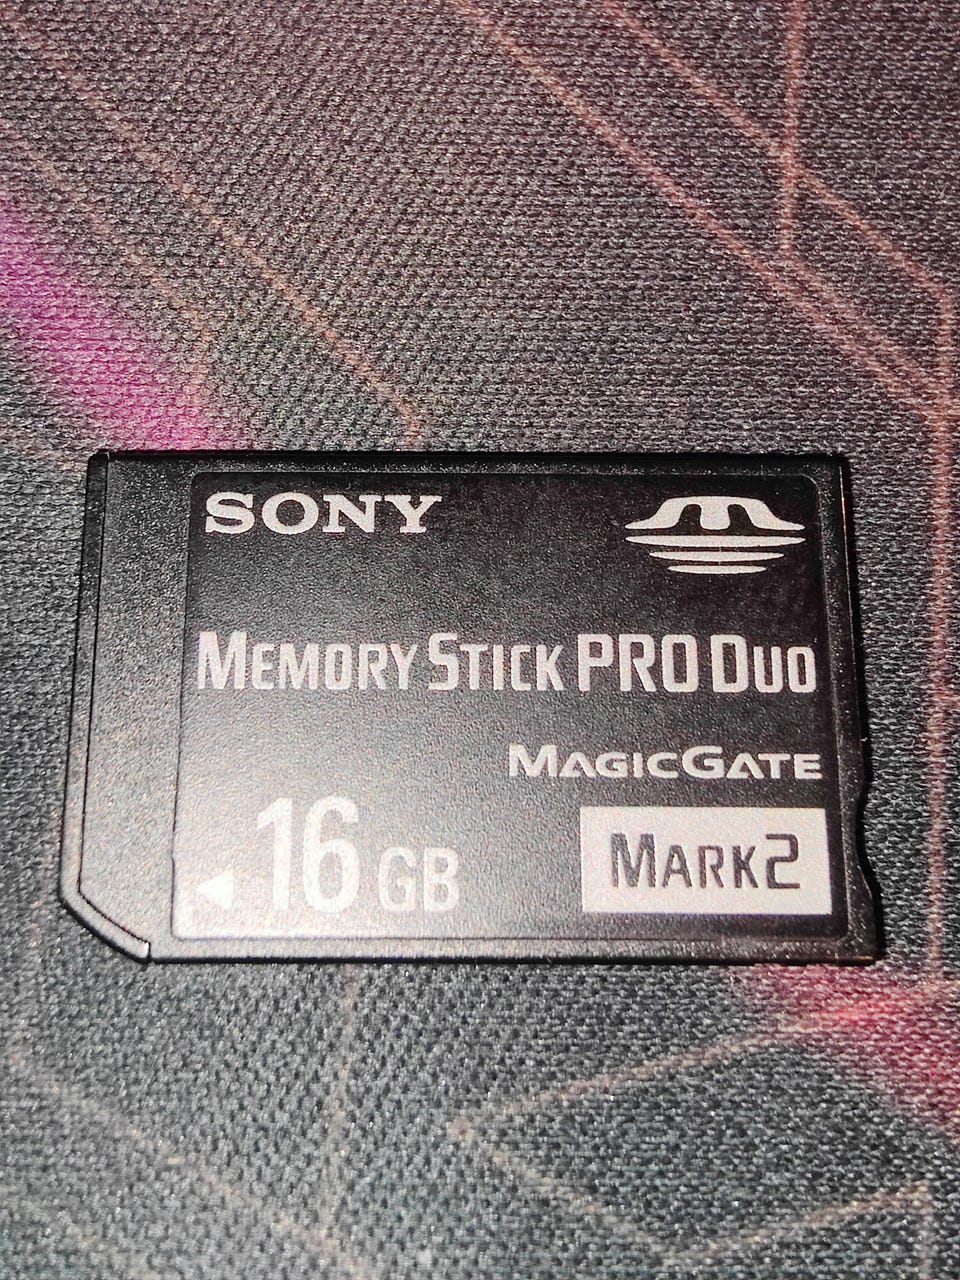 SONY
MEMORY STICK PRO DUO
MAGICGATE
16 GB
MARK2